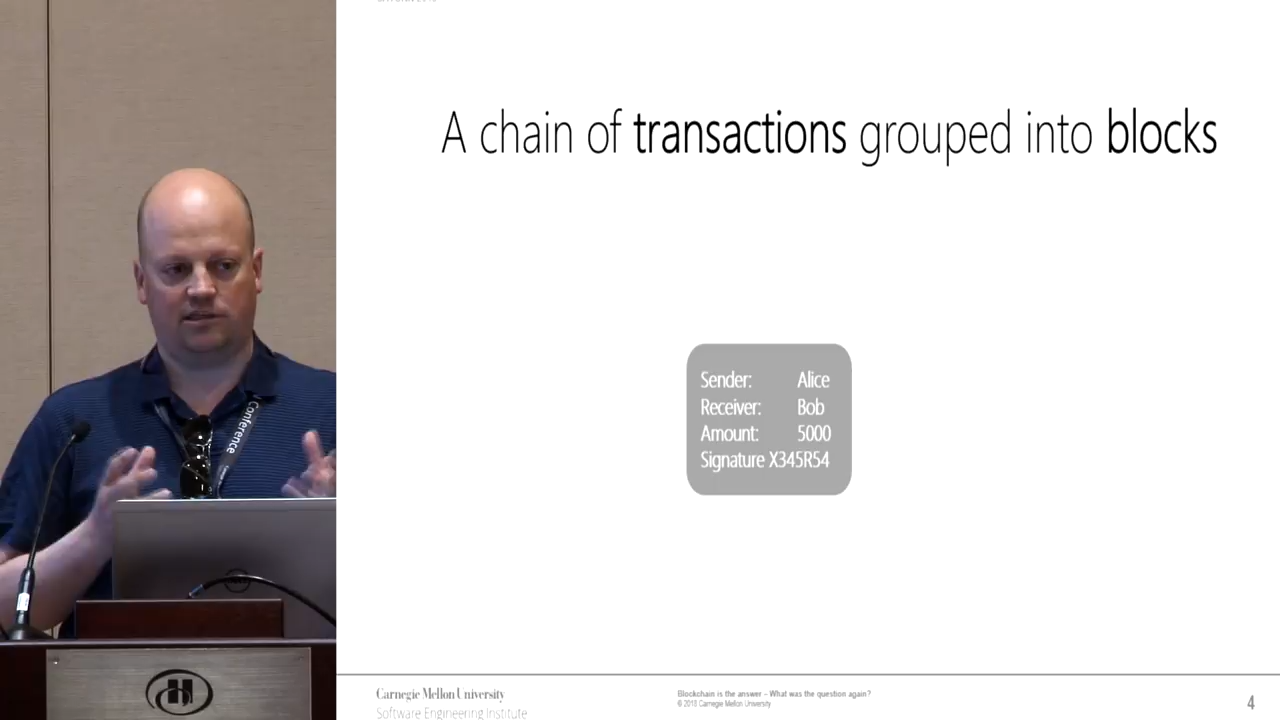 A chain of transactions grouped into blocks
Sender: Alice
Receiver: Bob
Amount: 5000
Signature X345R54
Conference
Carnegie Mellon University
Software Engineering Institute
Blockchain is the answer – What was the question again?
© 2018 Carnegie Mellon University
4
H